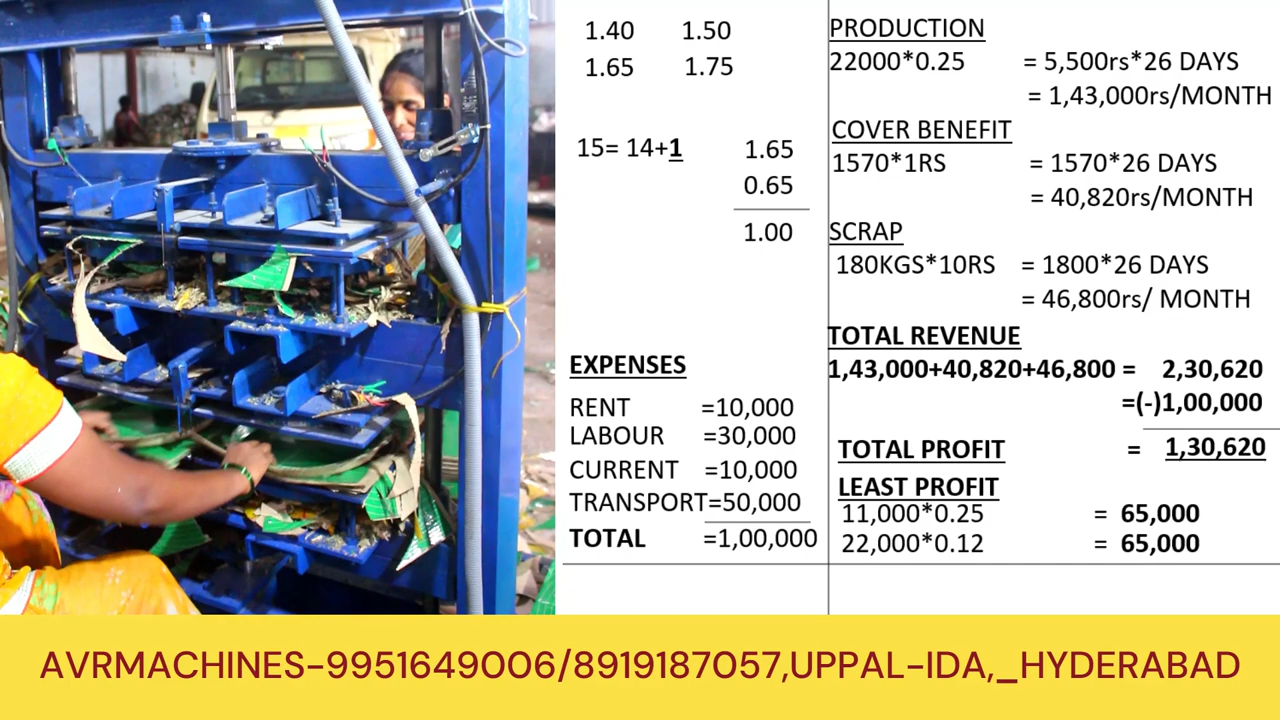 1.40 1.50
1.65 1.75
15= 14+1
1.65
0.65
1.00
EXPENSES
RENT =10,000
LABOUR =30,000
CURRENT =10,000
TRANSPORT=50,000
TOTAL =1,00,000
PRODUCTION
22000*0.25 = 5,500rs*26 DAYS
= 1,43,000rs/MONTH
COVER BENEFIT
1570*1RS = 1570*26 DAYS
= 40,820rs/MONTH
SCRAP
180KGS*10RS = 1800*26 DAYS
= 46,800rs/ MONTH
TOTAL REVENUE
1,43,000+40,820+46,800 = 2,30,620
=(-)1,00,000
TOTAL PROFIT = 1,30,620
LEAST PROFIT
11,000*0.25 = 65,000
22,000*0.12 = 65,000
AVRMACHINES-9951649006/8919187057,UPPAL-IDA,_HYDERABAD